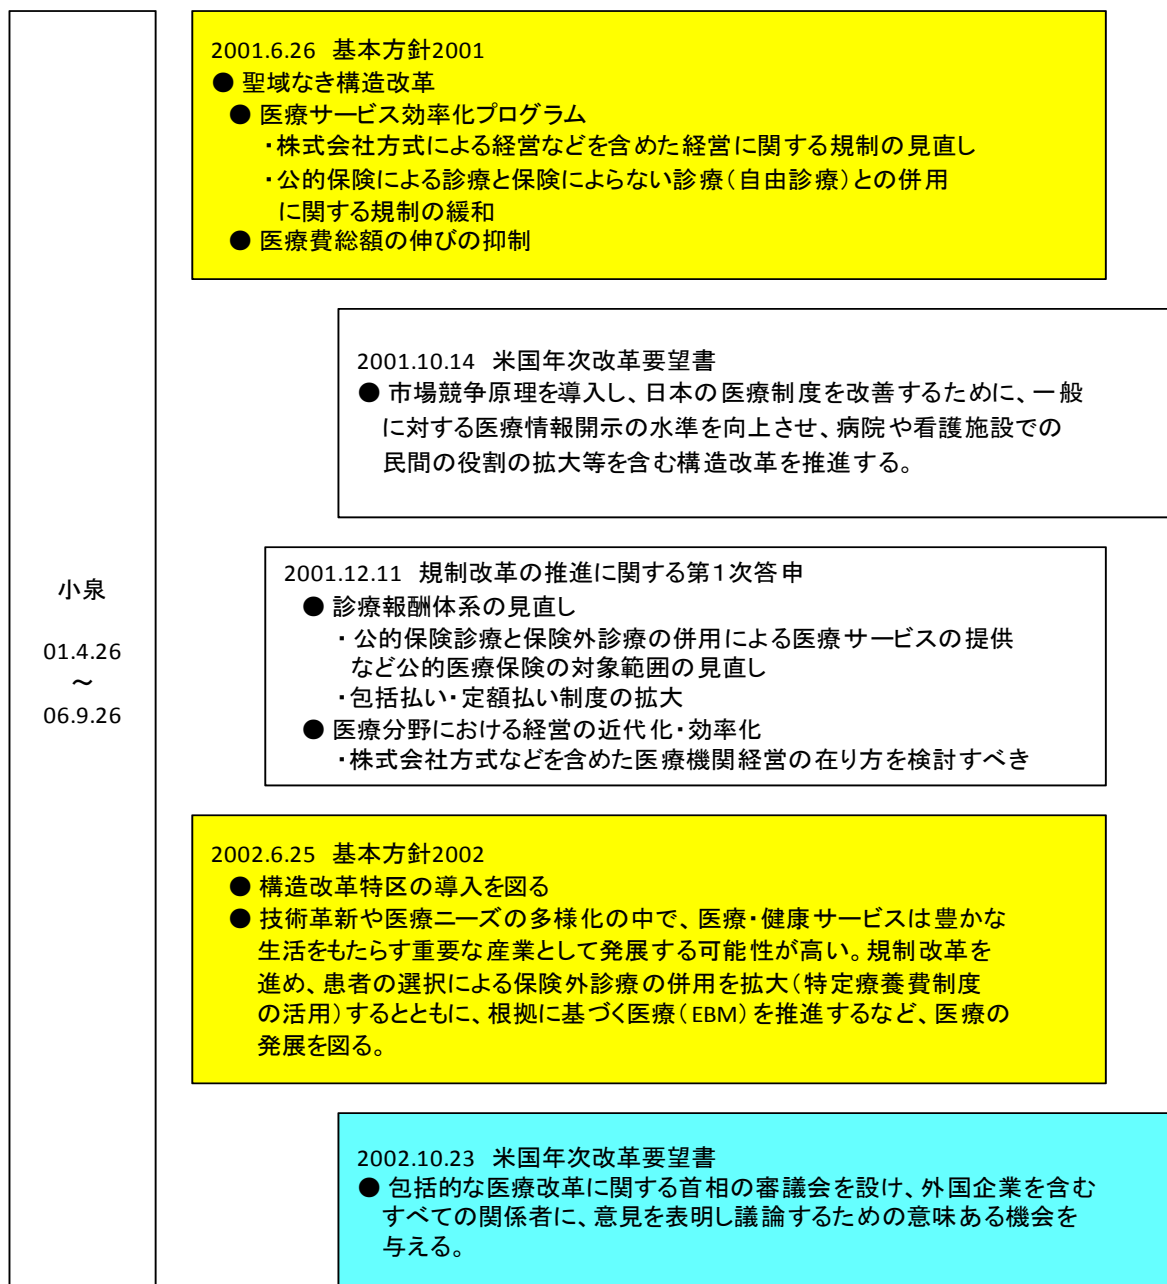 2001.6.26 基本方針2001
● 聖域なき構造改革
● 医療サービス効率化プログラム
・株式会社方式による経営などを含めた経営に関する規制の見直し
・公的保険による診療と保険によらない診療（自由診療）との併用
に関する規制の緩和
● 医療費総額の伸びの抑制
2001.10.14 米国年次改革要望書
● 市場競争原理を導入し、日本の医療制度を改善するために、一般
に対する医療情報開示の水準を向上させ、病院や看護施設での
民間の役割の拡大等を含む構造改革を推進する。
小泉
01.4.26
～
06.9.26
2001.12.11 規制改革の推進に関する第１次答申
● 診療報酬体系の見直し
・ 公的保険診療と保険外診療の併用による医療サービスの提供
など公的医療保険の対象範囲の見直し
・包括払い・定額払い制度の拡大
● 医療分野における経営の近代化・効率化
・株式会社方式などを含めた医療機関経営の在り方を検討すべき
2002.6.25 基本方針2002
● 構造改革特区の導入を図る
● 技術革新や医療ニーズの多様化の中で、医療・健康サービスは豊かな
生活をもたらす重要な産業として発展する可能性が高い。規制改革を
進め、患者の選択による保険外診療の併用を拡大（特定療養費制度
の活用）するとともに、根拠に基づく医療（EBM）を推進するなど、医療の
発展を図る。
2002.10.23 米国年次改革要望書
● 包括的な医療改革に関する首相の審議会を設け、外国企業を含む
すべての関係者に、意見を表明し議論するための意味ある機会を
与える。